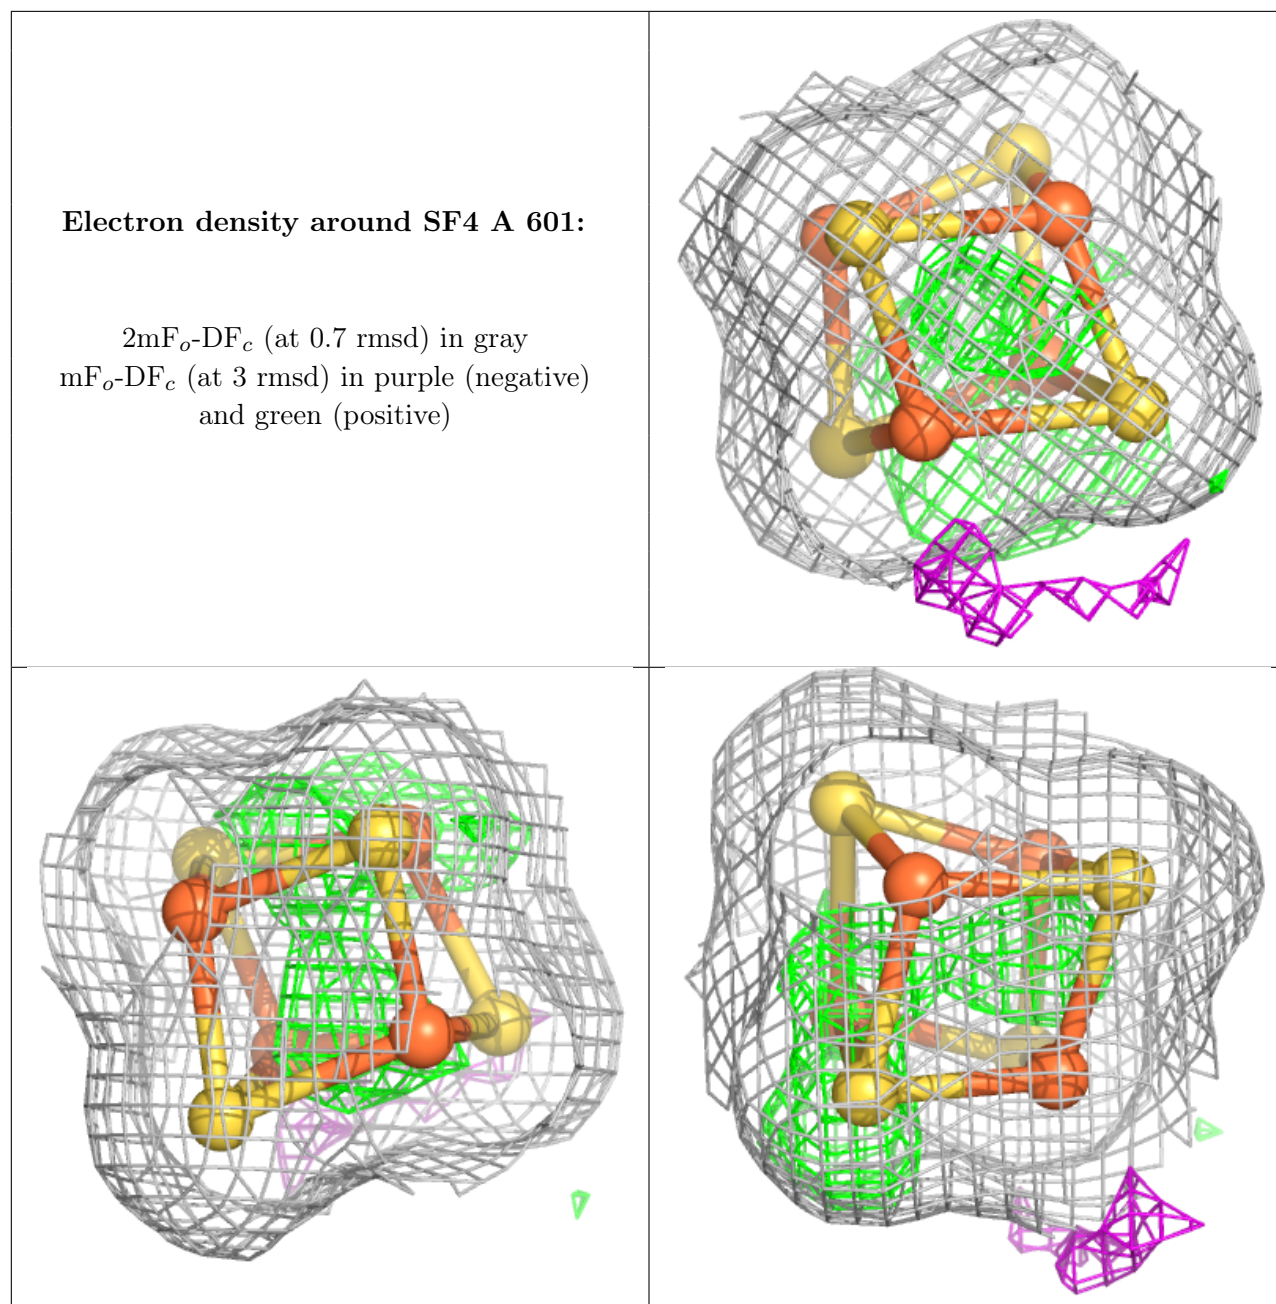 Electron density around SF4 A 601:
2mFₒ-DF𝒸 (at 0.7 rmsd) in gray
mFₒ-DF𝒸 (at 3 rmsd) in purple (negative)
and green (positive)